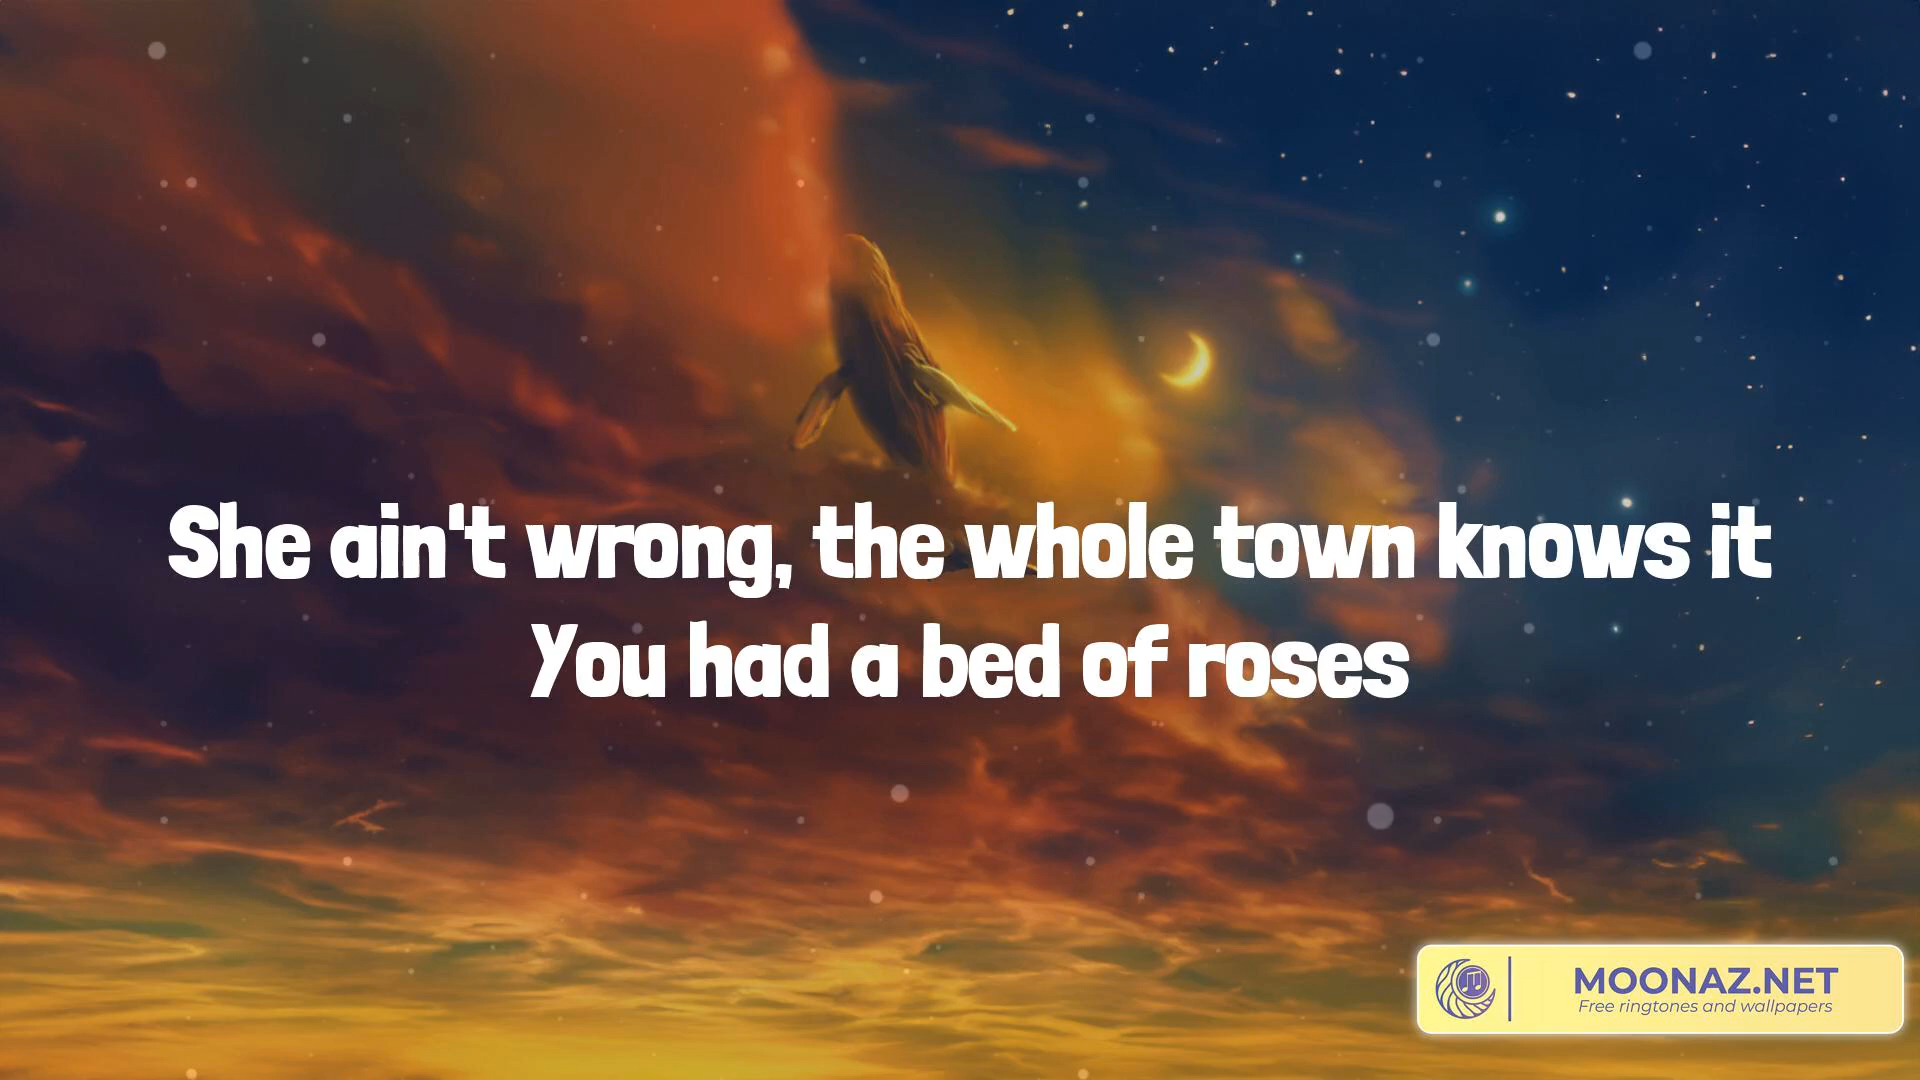 She ain't wrong, the whole town knows it
You had a bed of roses
MOONAZ.NET
Free ringtones and wallpapers